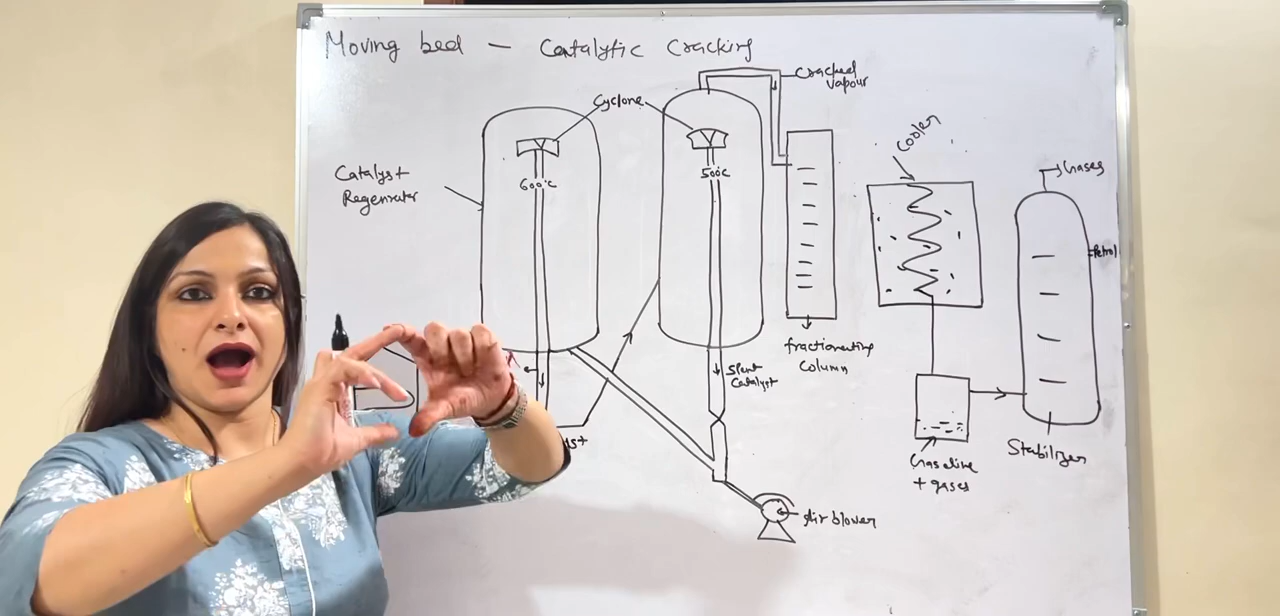 Moving bed — Catalytic Cracking
Cracked
vapour
Cyclone
Cooler
Catalyst
Regenrator
600°C
500°C
Gases
Petrol
fractionating
Column
Spent
Catalyst
Gasoline
+ gases
Stabilizer
Air blower